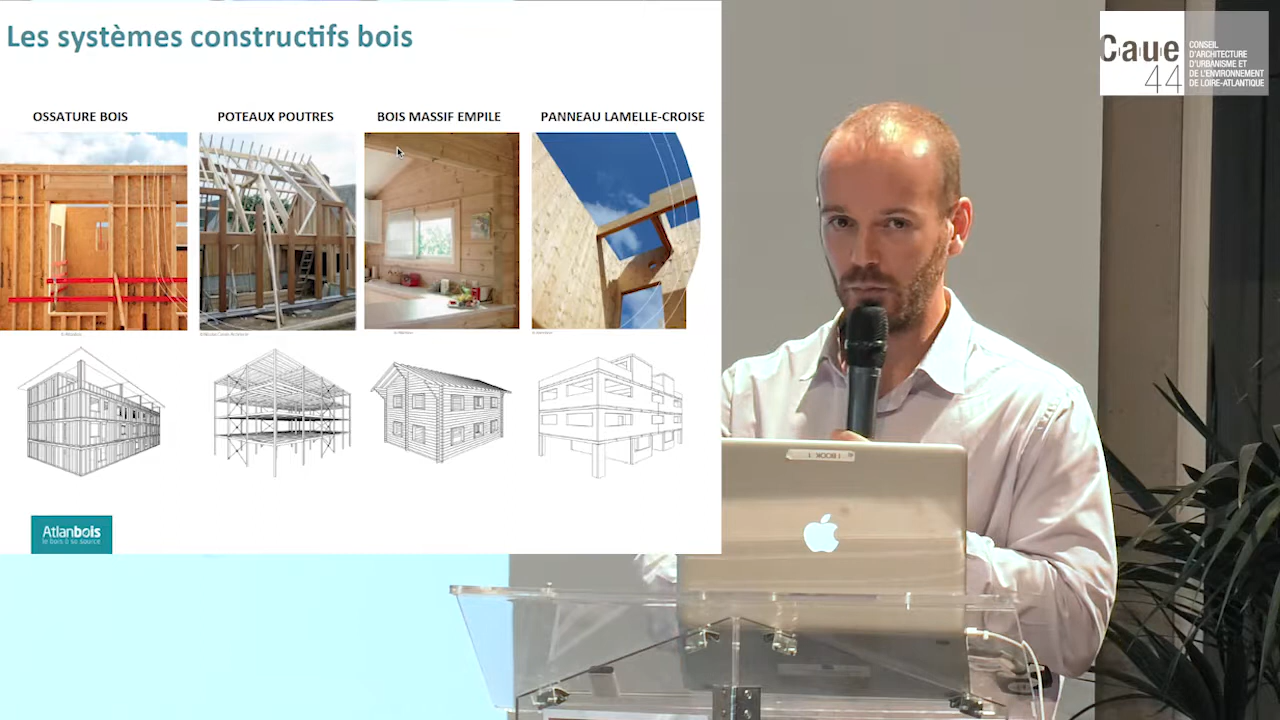 Les systèmes constructifs bois
OSSATURE BOIS
POTEAUX POUTRES
BOIS MASSIF EMPILE
PANNEAU LAMELLE-CROISE
Atlanbois
le bois à sa source
Caue
44
CONSEIL
D'ARCHITECTURE
D'URBANISME ET
DE L'ENVIRONNEMENT
DE LOIRE-ATLANTIQUE